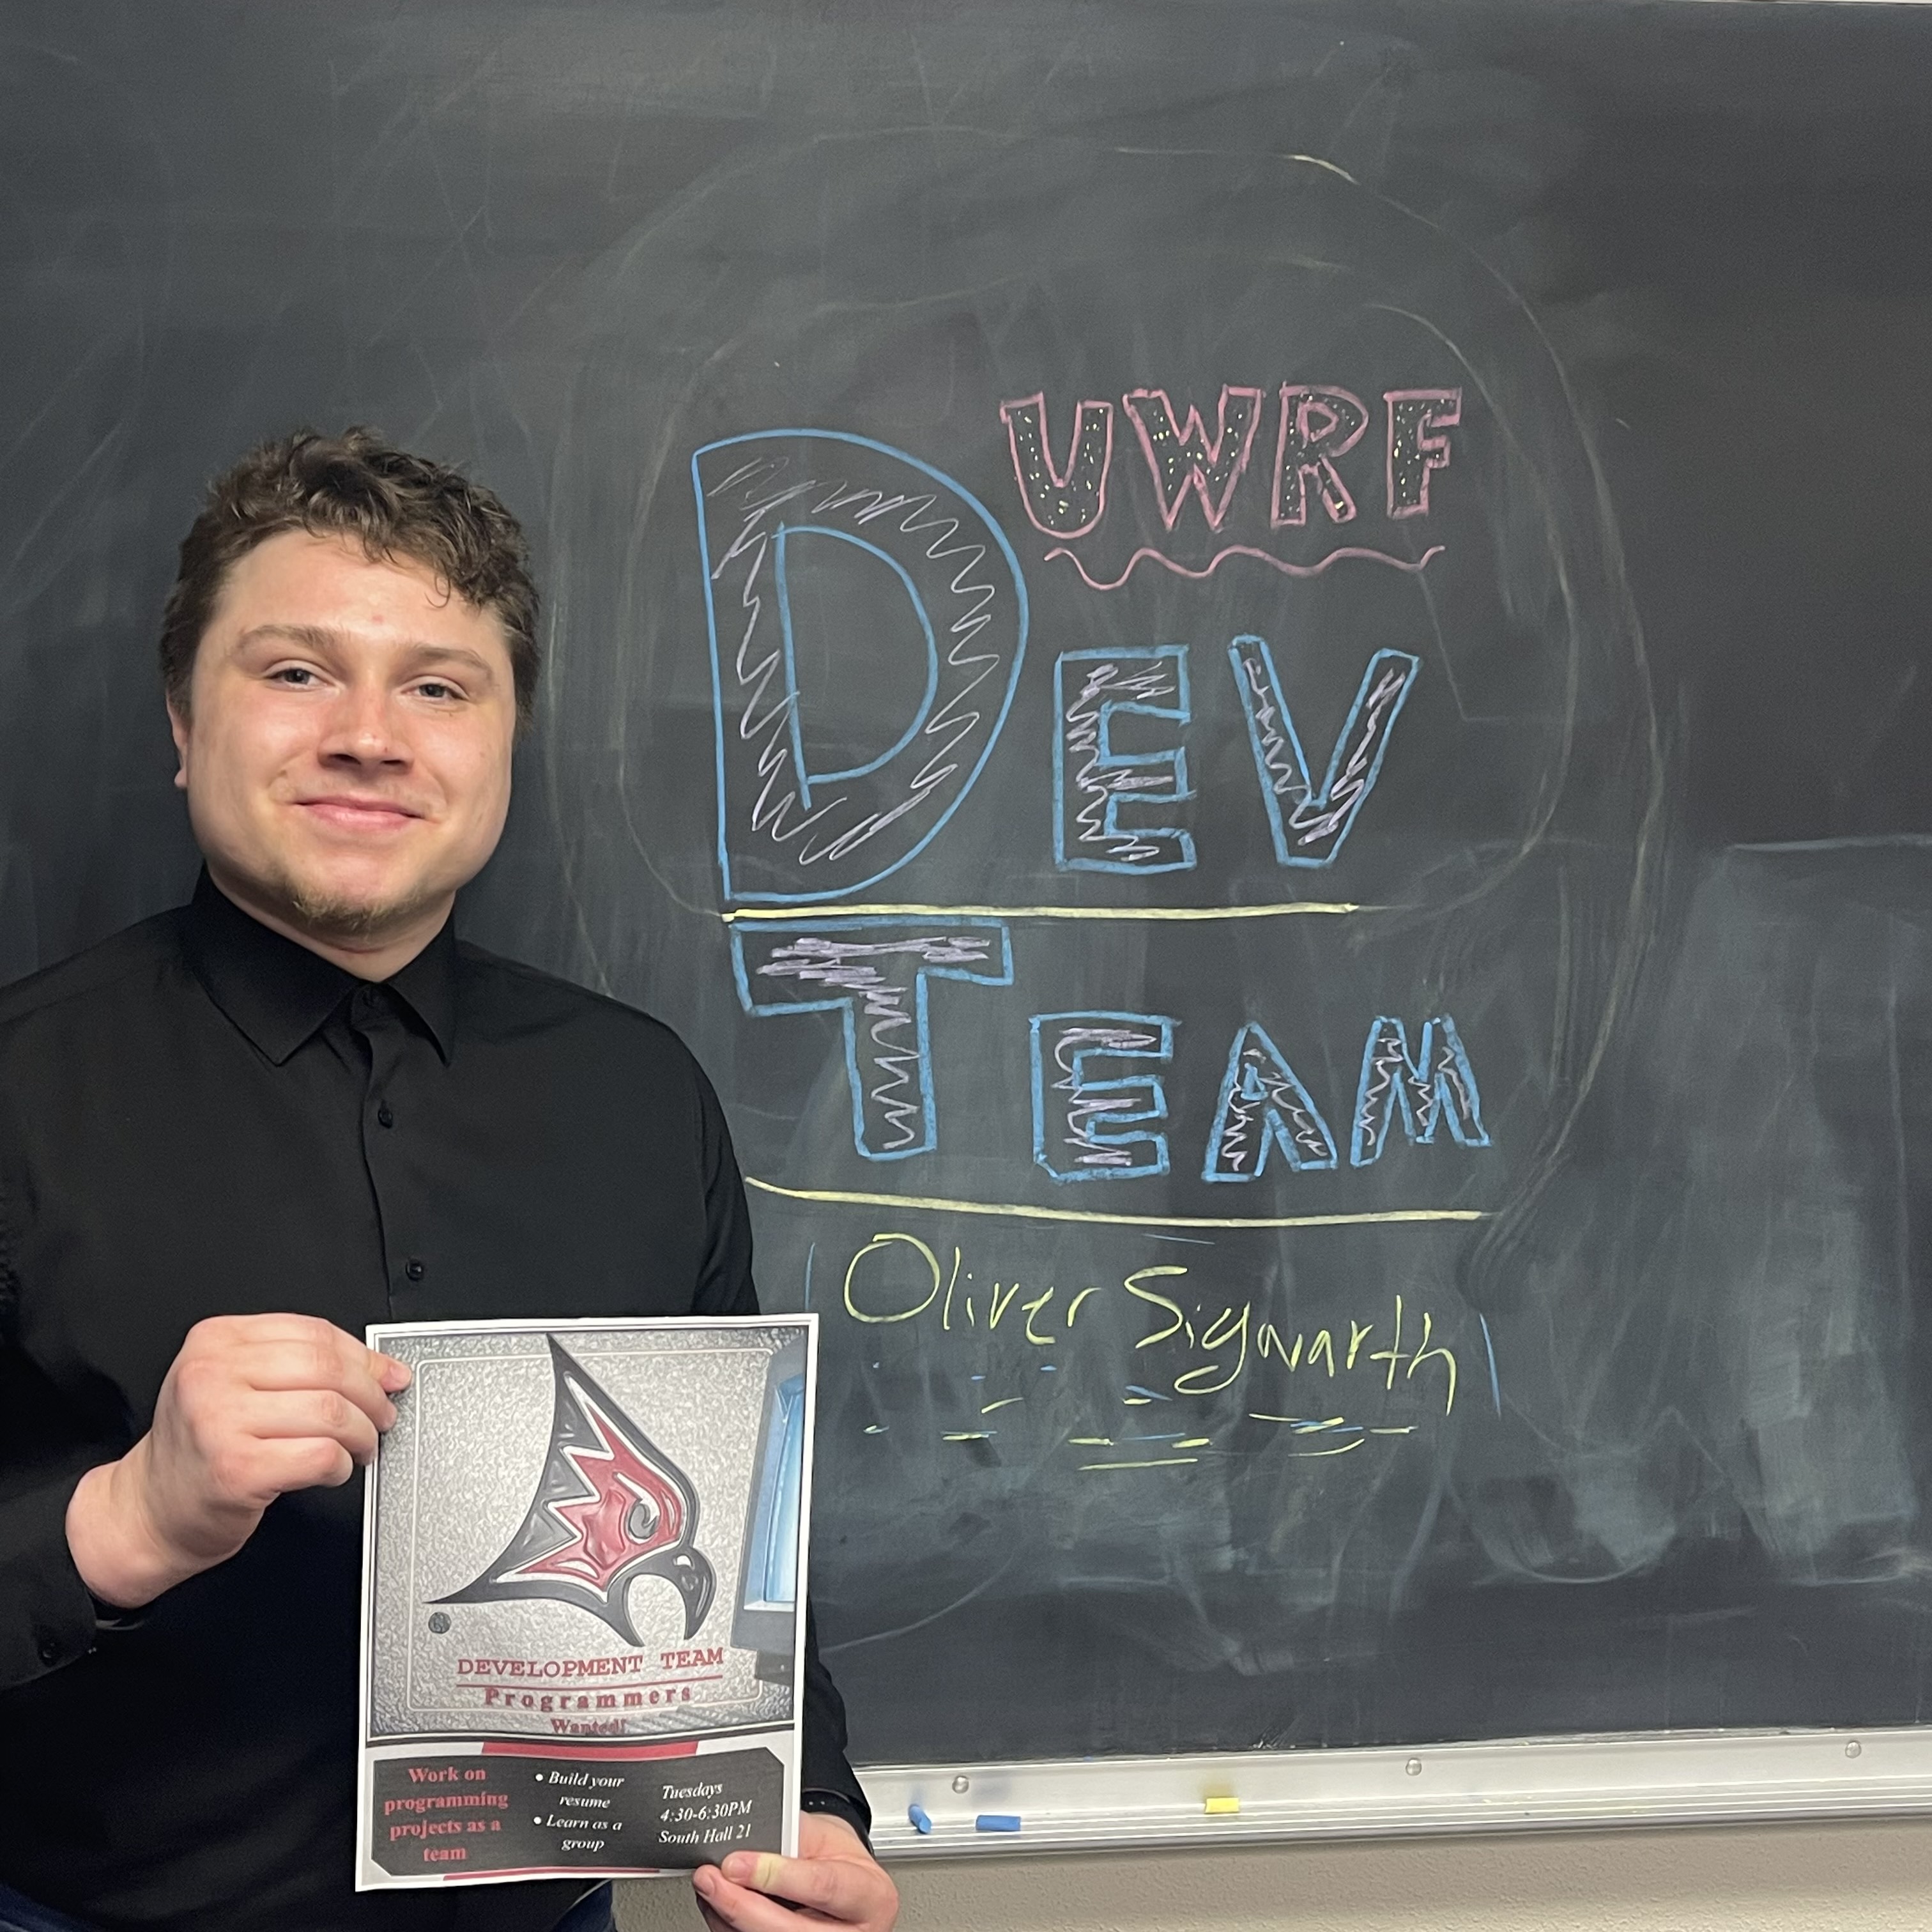 UWRF
DEV
TEAM
Oliver Sigwarth
DEVELOPMENT TEAM
Programmers
Wanted!
Work on
programming
projects as a
team
• Build your
resume
• Learn as a
group
Tuesdays
4:30-6:30PM
South Hall 21